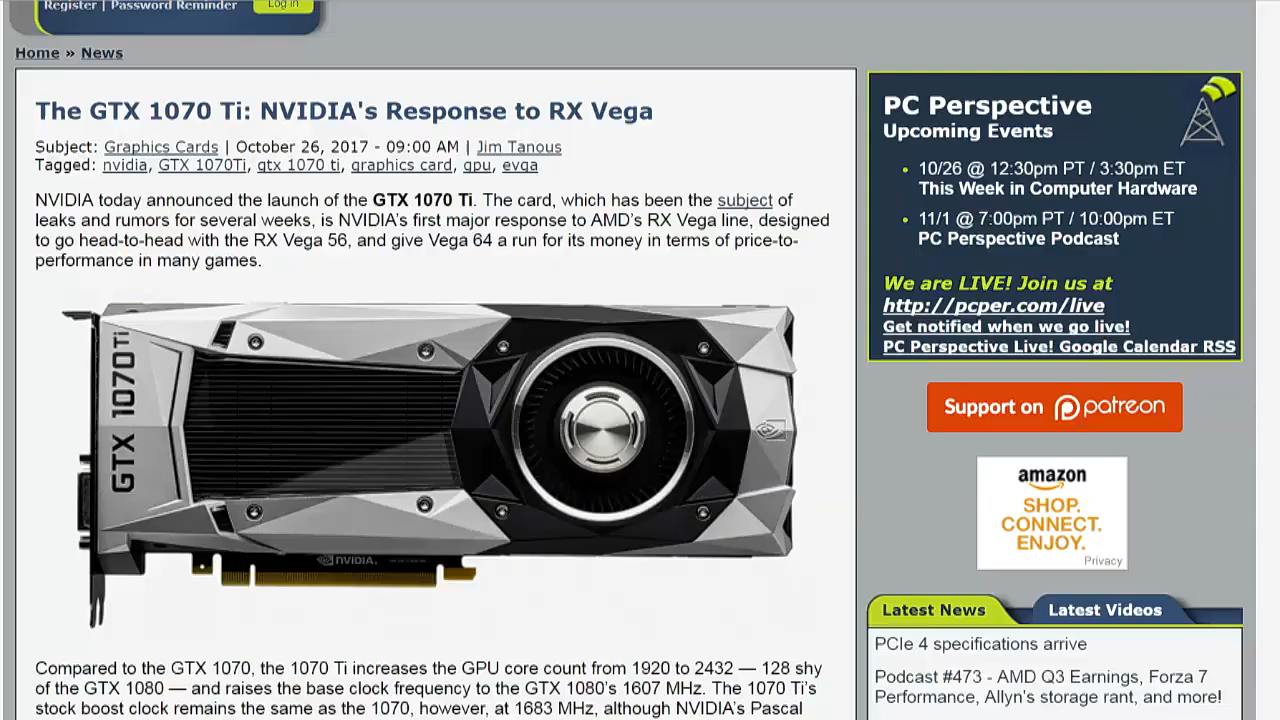 Register | Password Reminder
Log in
Home » News
The GTX 1070 Ti: NVIDIA's Response to RX Vega
Subject: Graphics Cards | October 26, 2017 - 09:00 AM | Jim Tanous
Tagged: nvidia, GTX 1070Ti, gtx 1070 ti, graphics card, gpu, evga
NVIDIA today announced the launch of the GTX 1070 Ti. The card, which has been the subject of
leaks and rumors for several weeks, is NVIDIA's first major response to AMD's RX Vega line, designed
to go head-to-head with the RX Vega 56, and give Vega 64 a run for its money in terms of price-to-
performance in many games.
GTX 1070 Ti
NVIDIA.
Compared to the GTX 1070, the 1070 Ti increases the GPU core count from 1920 to 2432 — 128 shy
of the GTX 1080 — and raises the base clock frequency to the GTX 1080's 1607 MHz. The 1070 Ti's
stock boost clock remains the same as the 1070, however, at 1683 MHz, although NVIDIA's Pascal
PC Perspective
Upcoming Events
• 10/26 @ 12:30pm PT / 3:30pm ET
This Week in Computer Hardware
• 11/1 @ 7:00pm PT / 10:00pm ET
PC Perspective Podcast
We are LIVE! Join us at
http://pcper.com/live
Get notified when we go live!
PC Perspective Live! Google Calendar RSS
Support on patreon
amazon
SHOP.
CONNECT.
ENJOY.
Privacy
Latest News
Latest Videos
PCIe 4 specifications arrive
Podcast #473 - AMD Q3 Earnings, Forza 7
Performance, Allyn's storage rant, and more!